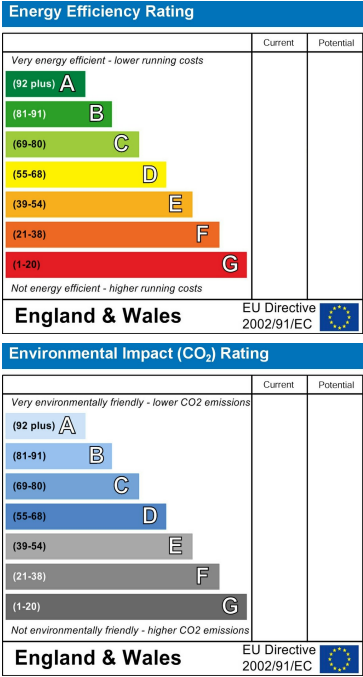 Energy Efficiency Rating
Current Potential
Very energy efficient - lower running costs
(92 plus) A
(81-91) B
(69-80) C
(55-68) D
(39-54) E
(21-38) F
(1-20) G
Not energy efficient - higher running costs
England & Wales
EU Directive
2002/91/EC
Environmental Impact (CO₂) Rating
Current Potential
Very environmentally friendly - lower CO2 emissions
(92 plus) A
(81-91) B
(69-80) C
(55-68) D
(39-54) E
(21-38) F
(1-20) G
Not environmentally friendly - higher CO2 emissions
England & Wales
EU Directive
2002/91/EC